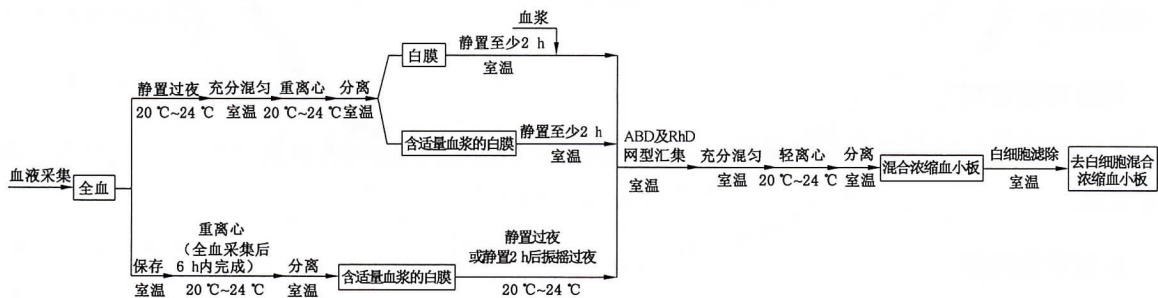 血浆
白膜
静置至少2 h
室温
静置过夜 充分混匀 重离心 分离
20 ℃~24 ℃ 室温 20 ℃~24 ℃ 室温
含适量血浆的白膜
静置至少2 h
室温
ABD及RhD
网型汇集
室温
充分混匀 轻离心 分离
室温 20 ℃~24 ℃ 室温
混合浓缩血小板
白细胞滤除
室温
去白细胞混合
浓缩血小板
血液采集
全血
重离心
(全血采集后
6 h内完成)
保存
室温
20 ℃~24 ℃
分离
室温
含适量血浆的白膜
静置过夜
或静置2 h后振摇过夜
20 ℃~24 ℃